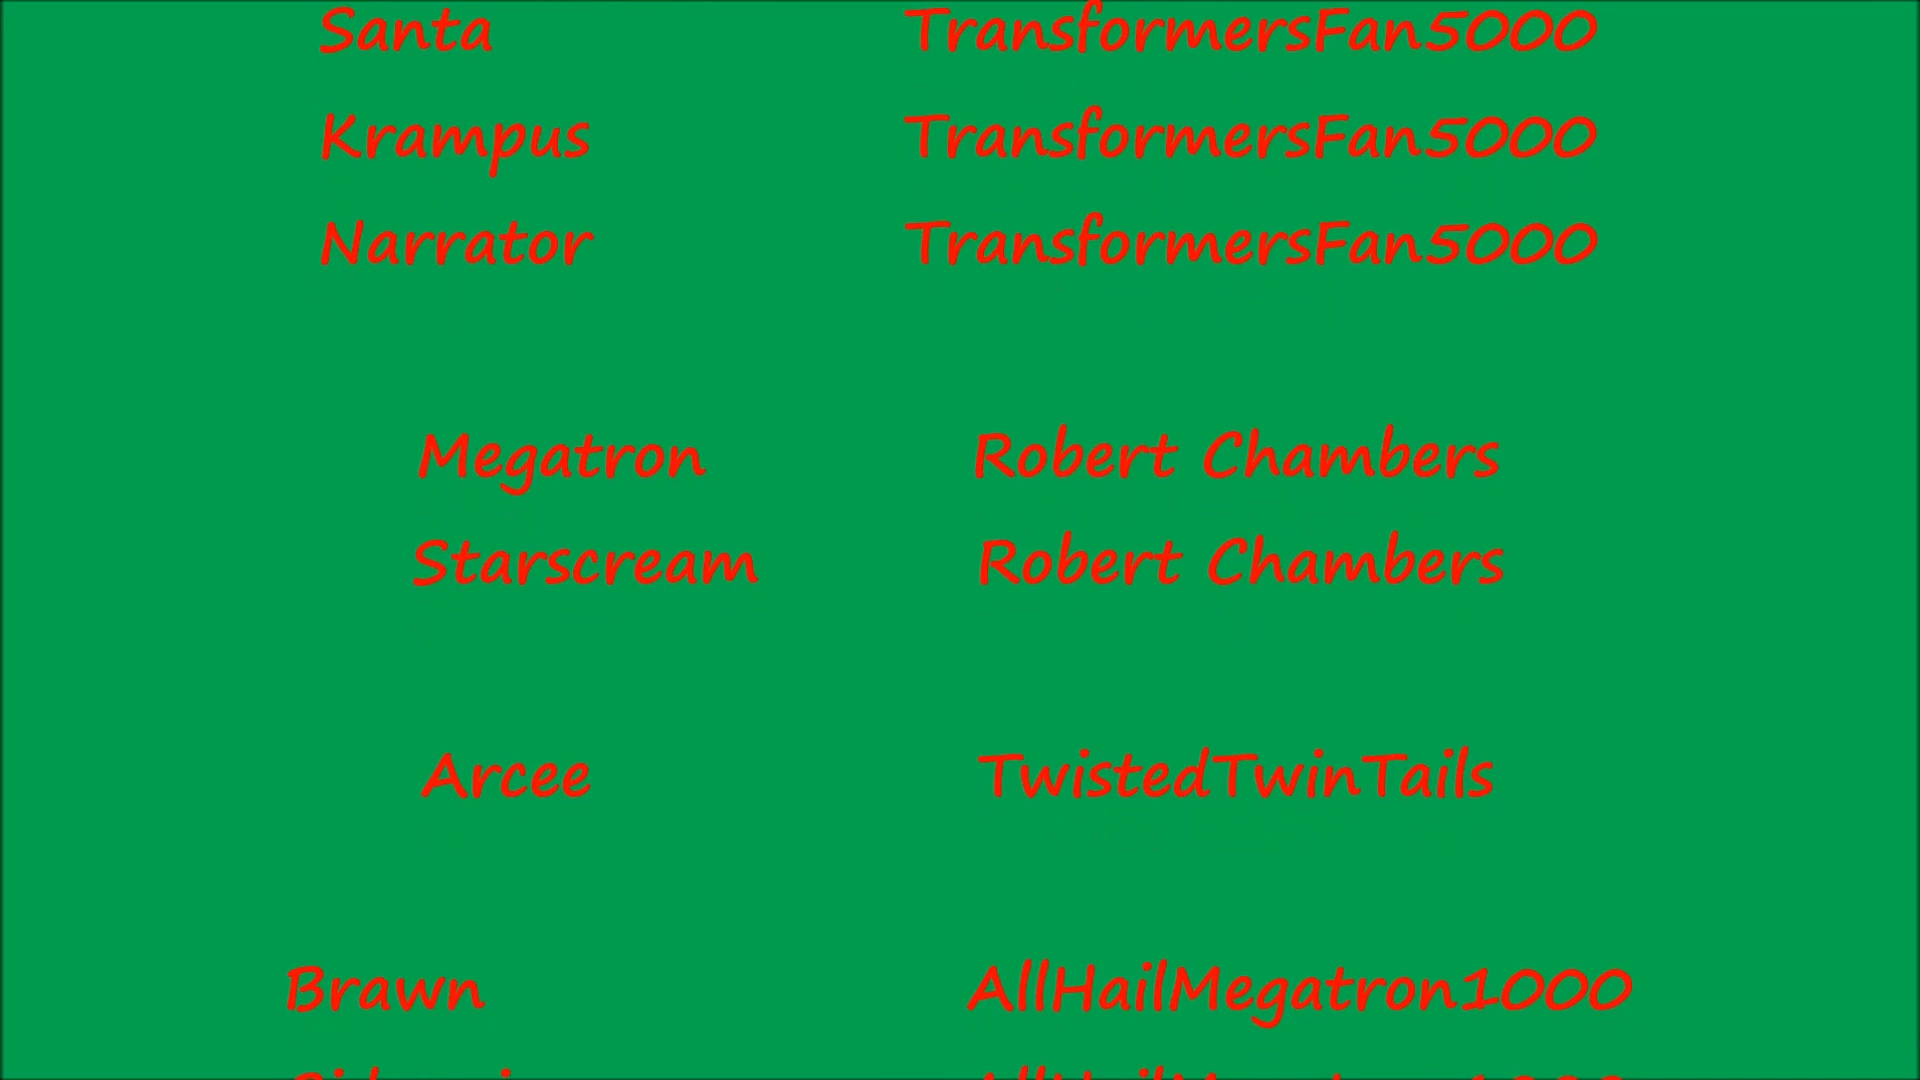 Santa TransformersFan5000
Krampus TransformersFan5000
Narrator TransformersFan5000
Megatron Robert Chambers
Starscream Robert Chambers
Arcee TwistedTwinTails
Brawn AllHailMegatron1000